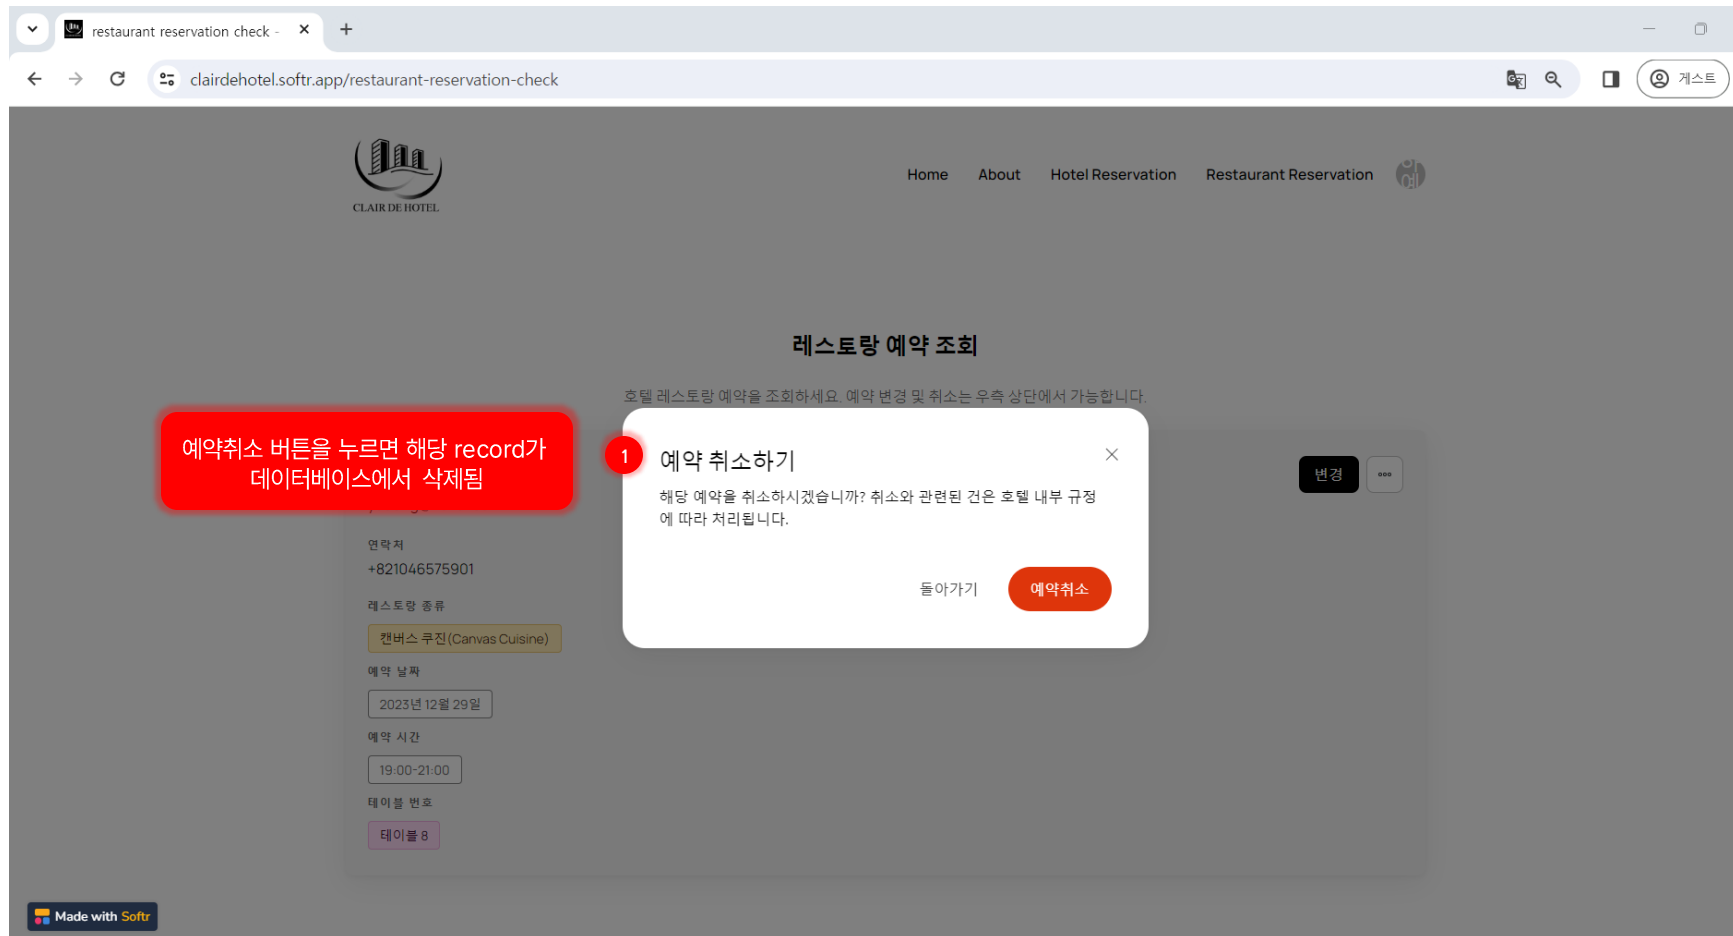 restaurant reservation check -
clairdehotel.softr.app/restaurant-reservation-check
게스트
CLAIR DE HOTEL
Home About Hotel Reservation Restaurant Reservation
레스토랑 예약 조회
호텔 레스토랑 예약을 조회하세요. 예약 변경 및 취소는 우측 상단에서 가능합니다.
예약취소 버튼을 누르면 해당 record가
데이터베이스에서 삭제됨
1
예약 취소하기
해당 예약을 취소하시겠습니까? 취소와 관련된 건은 호텔 내부 규정
에 따라 처리됩니다.
돌아가기 예약취소
변경
연락처
+821046575901
레스토랑 종류
캔버스 쿠진(Canvas Cuisine)
예약 날짜
2023년 12월 29일
예약 시간
19:00-21:00
테이블 번호
테이블 8
Made with Softr